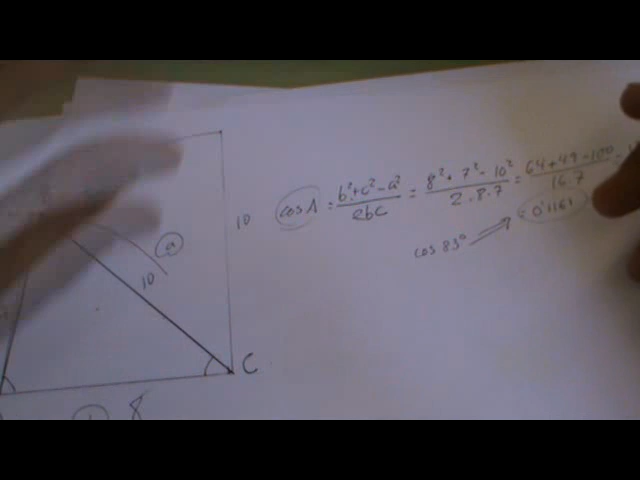 cos A = b²+c²-a² / 2bc = 8²+7²-10² / 2.8.7 = 64+49-100 / 16.7
= 0'1161
cos 83°
10
a
10
C
8